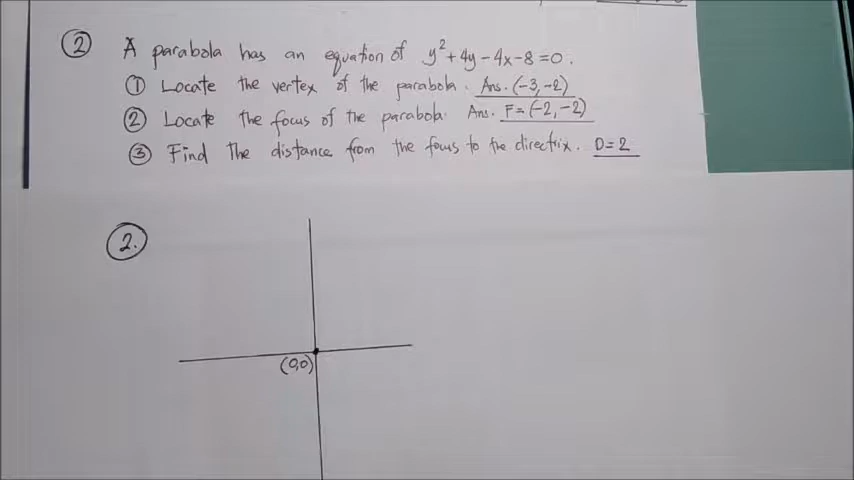 ② A parabola has an equation of y²+4y-4x-8=0.
① Locate the vertex of the parabola. Ans. (-3,-2)
② Locate the focus of the parabola. Ans. F=(-2,-2)
③ Find the distance from the focus to the directrix. D=2
②.
(0,0)